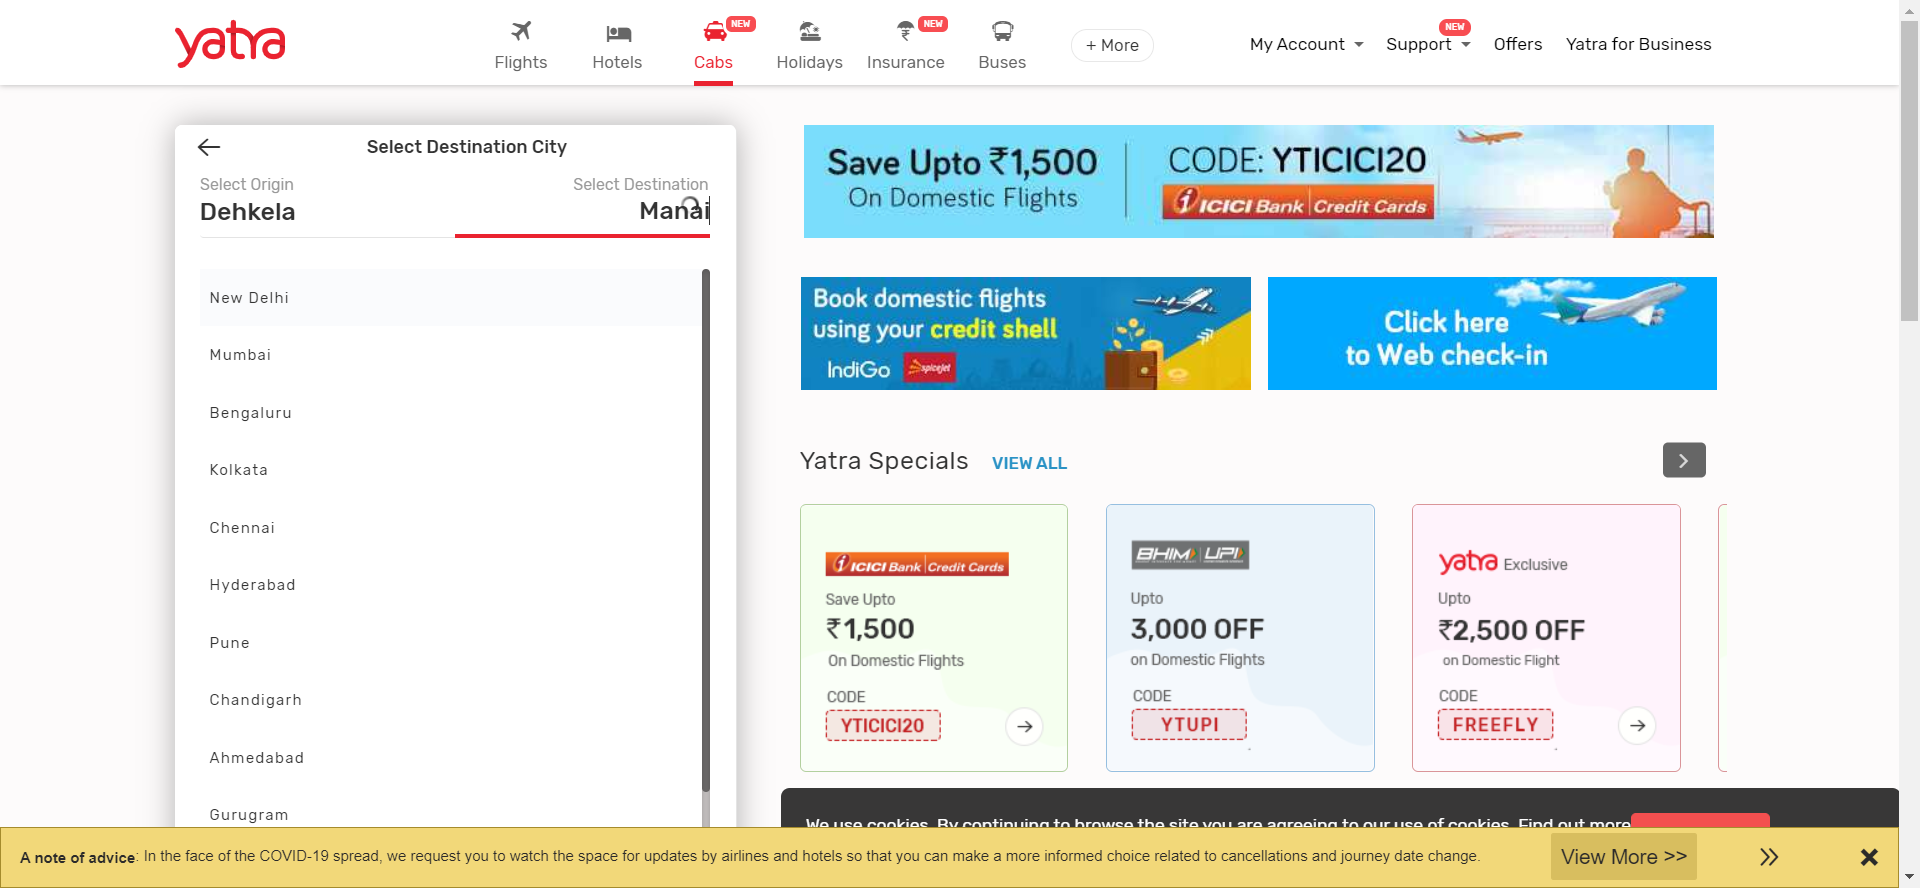 yatra
Flights
Hotels
NEW
Cabs
Holidays
NEW
Insurance
Buses
+ More
My Account
NEW
Support
Offers
Yatra for Business
Select Destination City
Select Origin
Select Destination
Dehkela
Manai
New Delhi
Mumbai
Bengaluru
Kolkata
Chennai
Hyderabad
Pune
Chandigarh
Ahmedabad
Gurugram
Save Upto ₹1,500
On Domestic Flights
CODE: YTICICI20
ICICI Bank Credit Cards
Book domestic flights
using your credit shell
IndiGo
spicejet
Click here
to Web check-in
Yatra Specials
VIEW ALL
ICICI Bank Credit Cards
Save Upto
₹1,500
On Domestic Flights
CODE
YTICICI20
BHIM UPI
Upto
3,000 OFF
on Domestic Flights
CODE
YTUPI
yatra Exclusive
Upto
₹2,500 OFF
on Domestic Flight
CODE
FREEFLY
We use cookies. By continuing to browse the site you are agreeing to our use of cookies. Find out more
A note of advice: In the face of the COVID-19 spread, we request you to watch the space for updates by airlines and hotels so that you can make a more informed choice related to cancellations and journey date change.
View More >>